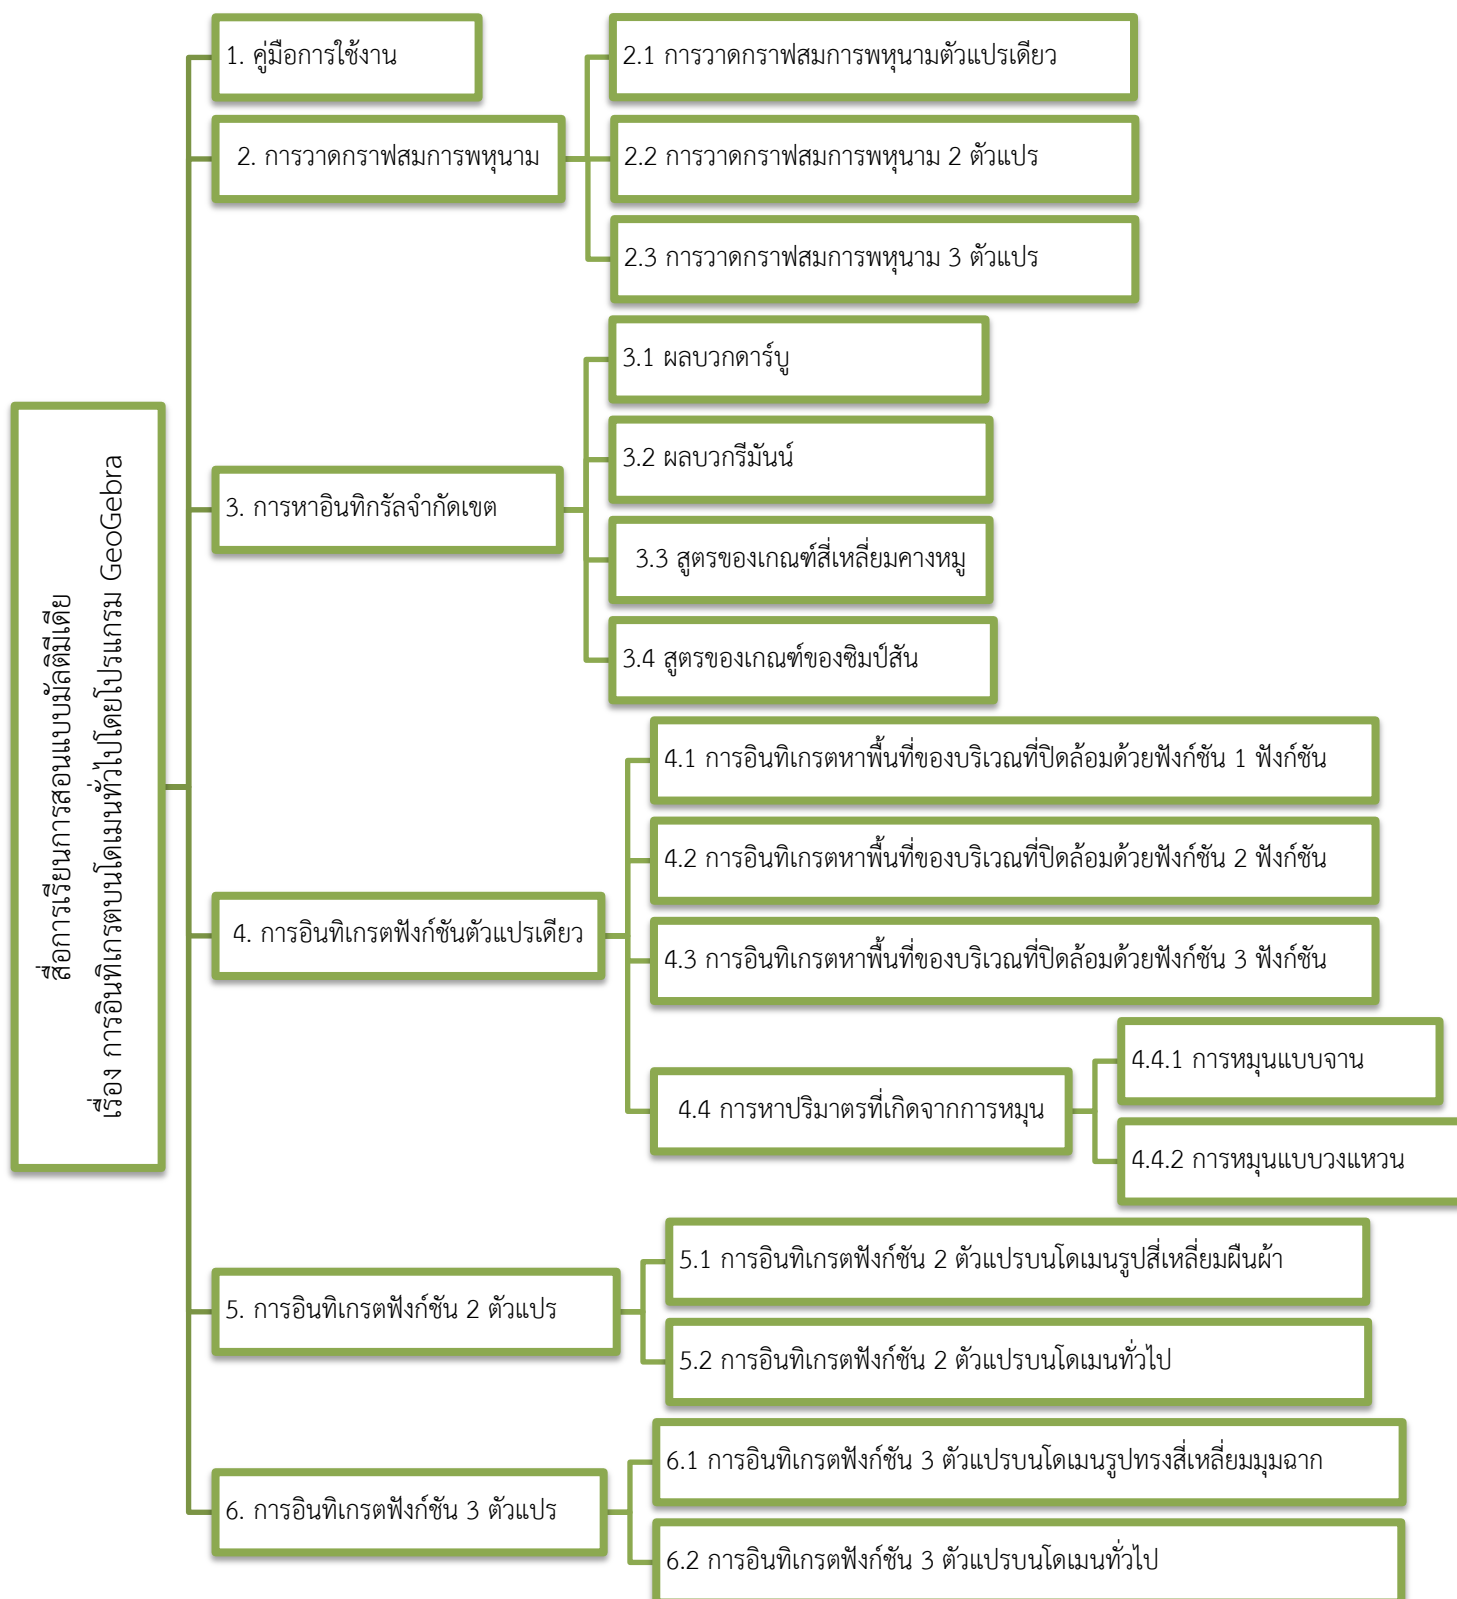 สื่อการเรียนการสอนแบบมัลติมีเดีย
เรื่อง การอินทิเกรตบนโดเมนทั่วไปโดยโปรแกรม GeoGebra
1. คู่มือการใช้งาน
2. การวาดกราฟสมการพหุนาม
2.1 การวาดกราฟสมการพหุนามตัวแปรเดียว
2.2 การวาดกราฟสมการพหุนาม 2 ตัวแปร
2.3 การวาดกราฟสมการพหุนาม 3 ตัวแปร
3. การหาอินทิกรัลจำกัดเขต
3.1 ผลบวกดาร์บู
3.2 ผลบวกรีมันน์
3.3 สูตรของเกณฑ์สี่เหลี่ยมคางหมู
3.4 สูตรของเกณฑ์ของซิมป์สัน
4. การอินทิเกรตฟังก์ชันตัวแปรเดียว
4.1 การอินทิเกรตหาพื้นที่ของบริเวณที่ปิดล้อมด้วยฟังก์ชัน 1 ฟังก์ชัน
4.2 การอินทิเกรตหาพื้นที่ของบริเวณที่ปิดล้อมด้วยฟังก์ชัน 2 ฟังก์ชัน
4.3 การอินทิเกรตหาพื้นที่ของบริเวณที่ปิดล้อมด้วยฟังก์ชัน 3 ฟังก์ชัน
4.4 การหาปริมาตรที่เกิดจากการหมุน
4.4.1 การหมุนแบบจาน
4.4.2 การหมุนแบบวงแหวน
5. การอินทิเกรตฟังก์ชัน 2 ตัวแปร
5.1 การอินทิเกรตฟังก์ชัน 2 ตัวแปรบนโดเมนรูปสี่เหลี่ยมผืนผ้า
5.2 การอินทิเกรตฟังก์ชัน 2 ตัวแปรบนโดเมนทั่วไป
6. การอินทิเกรตฟังก์ชัน 3 ตัวแปร
6.1 การอินทิเกรตฟังก์ชัน 3 ตัวแปรบนโดเมนรูปทรงสี่เหลี่ยมมุมฉาก
6.2 การอินทิเกรตฟังก์ชัน 3 ตัวแปรบนโดเมนทั่วไป